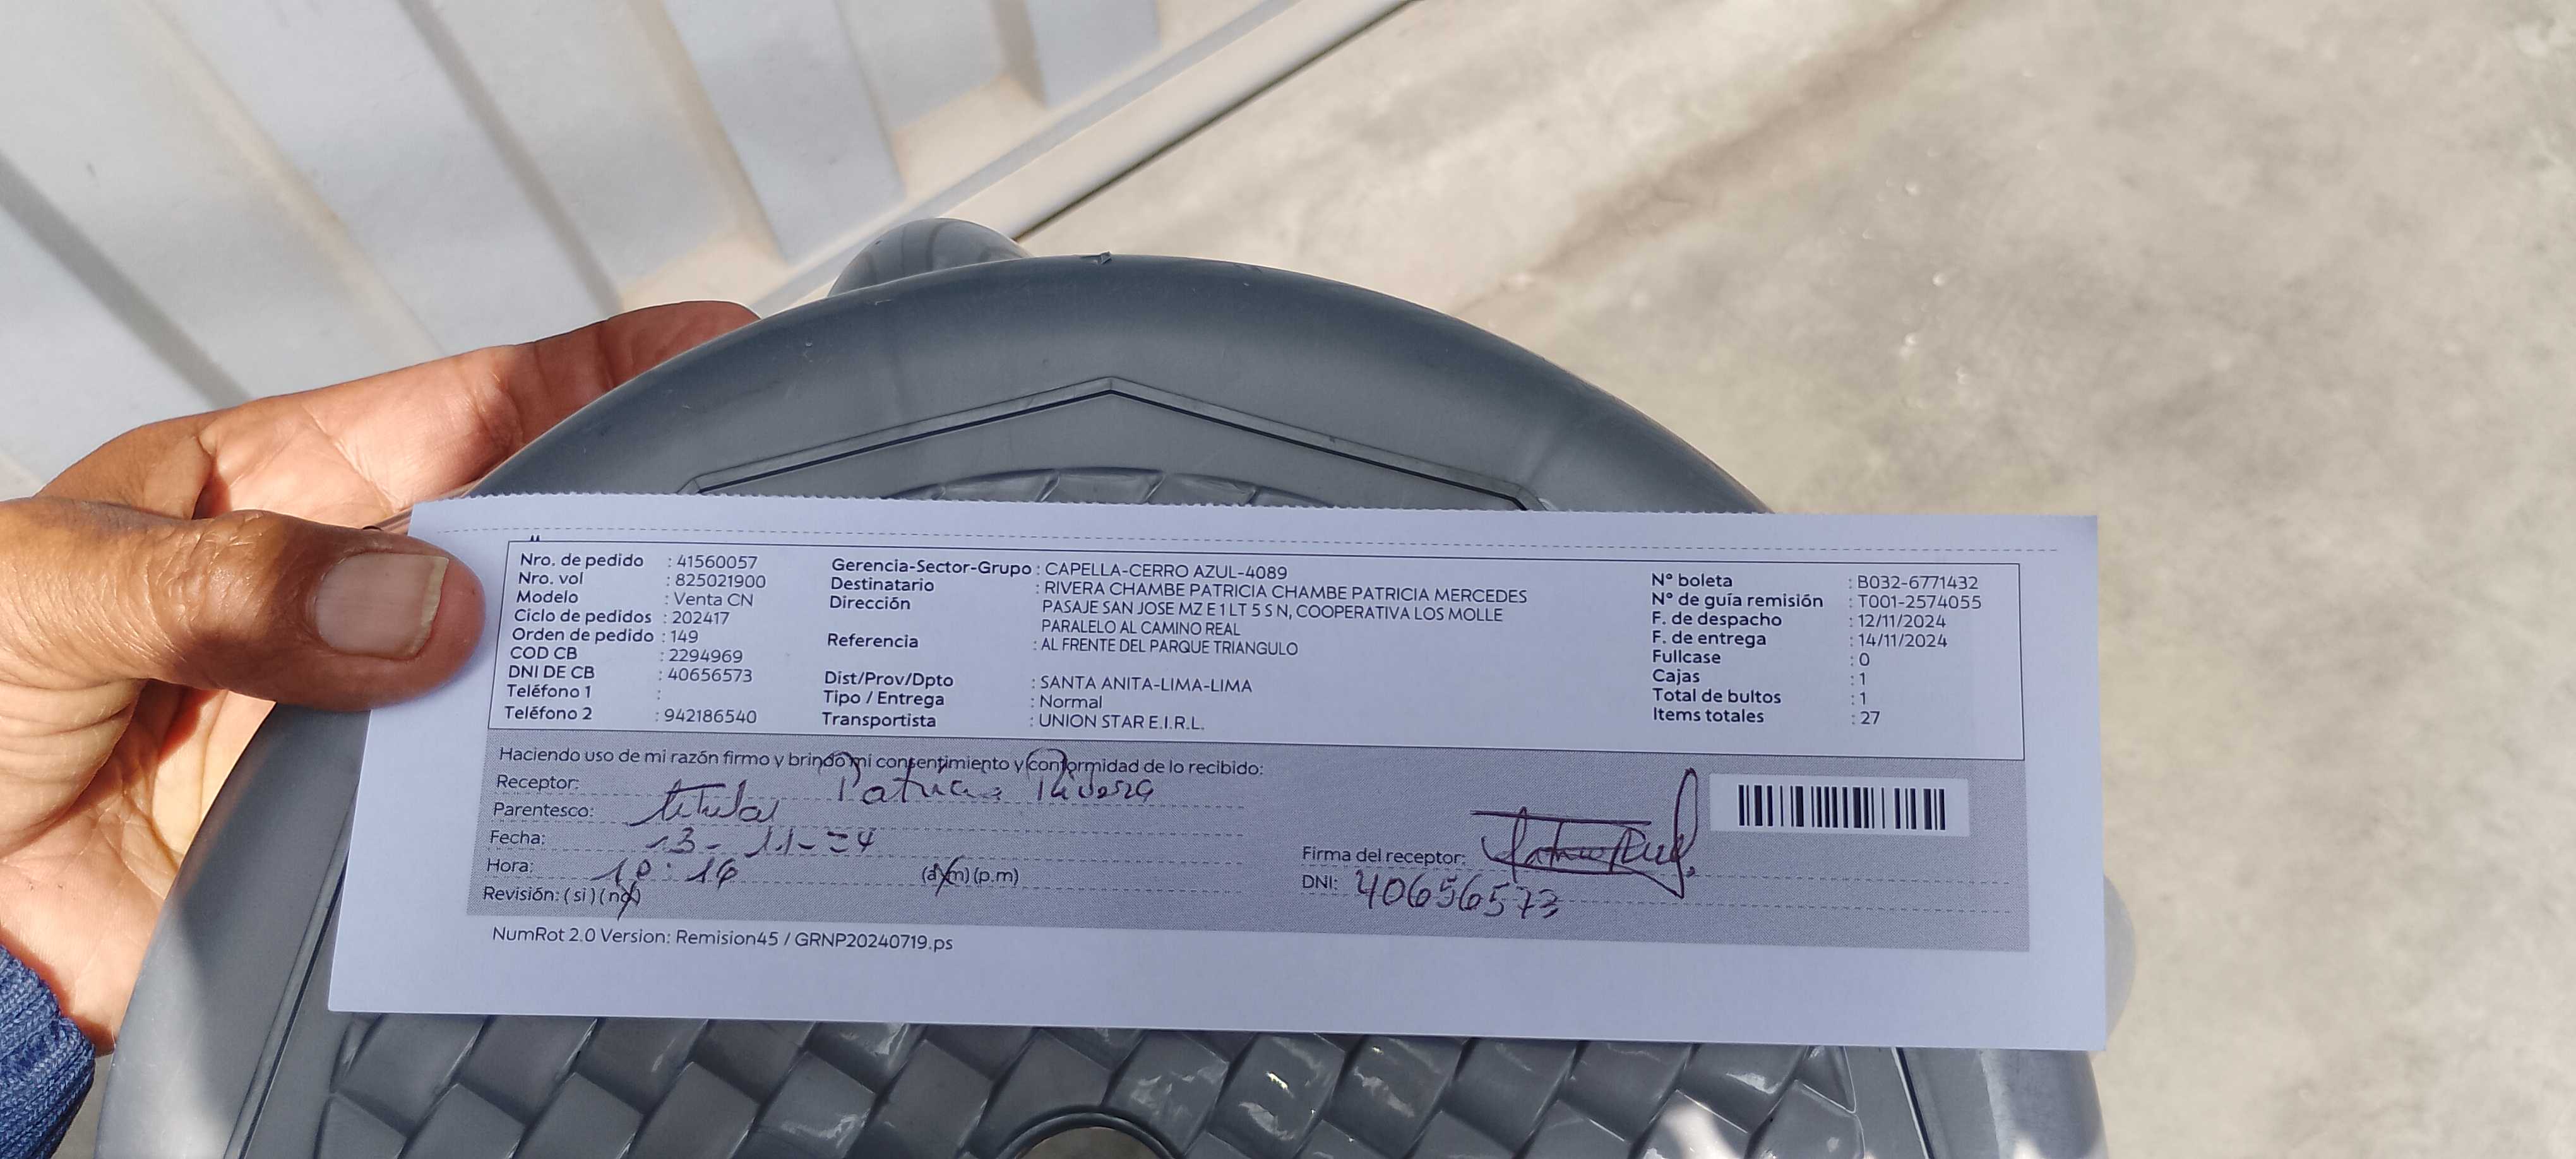 Nro. de pedido : 41560057
Nro. vol : 825021900
Modelo : Venta CN
Ciclo de pedidos : 202417
Orden de pedido : 149
COD CB : 2294969
DNI DE CB : 40656573
Teléfono 1 :
Teléfono 2 : 942186540
Gerencia-Sector-Grupo : CAPELLA-CERRO AZUL-4089
Destinatario : RIVERA CHAMBE PATRICIA CHAMBE PATRICIA MERCEDES
Dirección PASAJE SAN JOSE MZ E 1 LT 5 S N, COOPERATIVA LOS MOLLE
PARALELO AL CAMINO REAL
Referencia : AL FRENTE DEL PARQUE TRIANGULO
Dist/Prov/Dpto : SANTA ANITA-LIMA-LIMA
Tipo / Entrega : Normal
Transportista : UNION STAR E.I.R.L.
N° boleta : B032-6771432
N° de guía remisión : T001-2574055
F. de despacho : 12/11/2024
F. de entrega : 14/11/2024
Fullcase : 0
Cajas : 1
Total de bultos : 1
Items totales : 27
Haciendo uso de mi razón firmo y brindo mi consentimiento y conformidad de lo recibido:
Receptor: Patricia Rivera
Parentesco: titular
Fecha: 13-11-24
Hora: 10:14 (a.m) (p.m)
Revisión: (si) (no)
Firma del receptor:
DNI: 40656573
NumRot 2.0 Version: Remision45 / GRNP20240719.ps